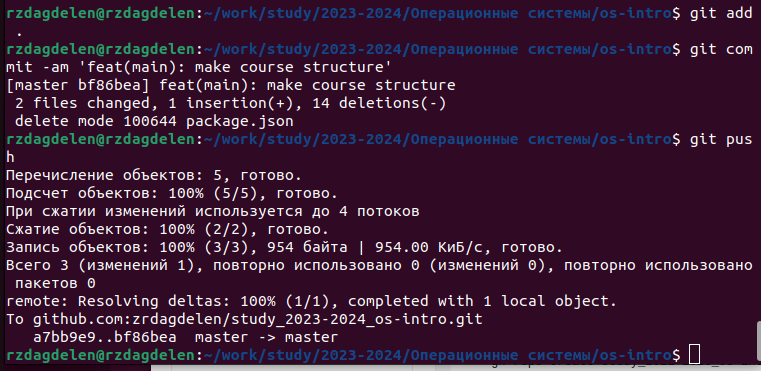 rzdagdelen@rzdagdelen:~/work/study/2023-2024/Операционные системы/os-intro$ git add
 .
rzdagdelen@rzdagdelen:~/work/study/2023-2024/Операционные системы/os-intro$ git com
mit -am 'feat(main): make course structure'
[master bf86bea] feat(main): make course structure
 2 files changed, 1 insertion(+), 14 deletions(-)
 delete mode 100644 package.json
rzdagdelen@rzdagdelen:~/work/study/2023-2024/Операционные системы/os-intro$ git pus
h
Перечисление объектов: 5, готово.
Подсчет объектов: 100% (5/5), готово.
При сжатии изменений используется до 4 потоков
Сжатие объектов: 100% (2/2), готово.
Запись объектов: 100% (3/3), 954 байта | 954.00 КиБ/с, готово.
Всего 3 (изменений 1), повторно использовано 0 (изменений 0), повторно использовано
 пакетов 0
remote: Resolving deltas: 100% (1/1), completed with 1 local object.
To github.com:zrdagdelen/study_2023-2024_os-intro.git
   a7bb9e9..bf86bea  master -> master
rzdagdelen@rzdagdelen:~/work/study/2023-2024/Операционные системы/os-intro$